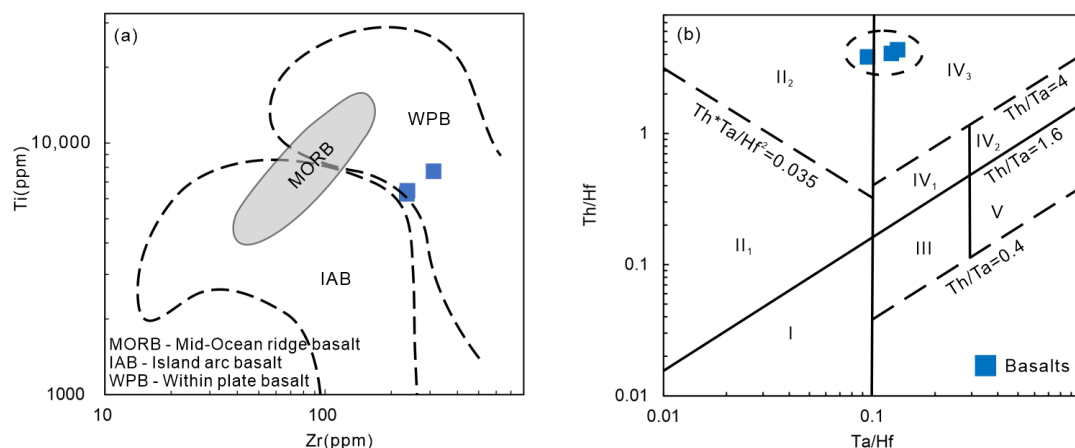 (a)
WPB
10,000
MORB
Ti(ppm)
IAB
MORB - Mid-Ocean ridge basalt
IAB - Island arc basalt
WPB - Within plate basalt
1000
10
100
1000
Zr(ppm)
(b)
II₂
IV₃
Th/Ta=4
1
Th*Ta/Hf²=0.035
IV₂
Th/Ta=1.6
IV₁
Th/Hf
II₁
V
III
0.1
Th/Ta=0.4
I
Basalts
0.01
0.01
0.1
Ta/Hf